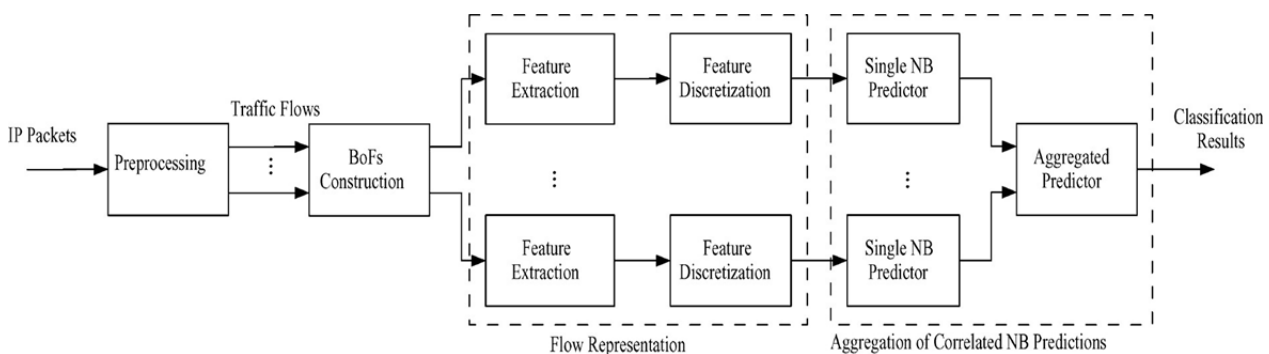 IP Packets
Preprocessing
Traffic Flows
BoFs
Construction
Feature
Extraction
Feature
Discretization
Feature
Extraction
Feature
Discretization
Flow Representation
Single NB
Predictor
Single NB
Predictor
Aggregated
Predictor
Aggregation of Correlated NB Predictions
Classification
Results